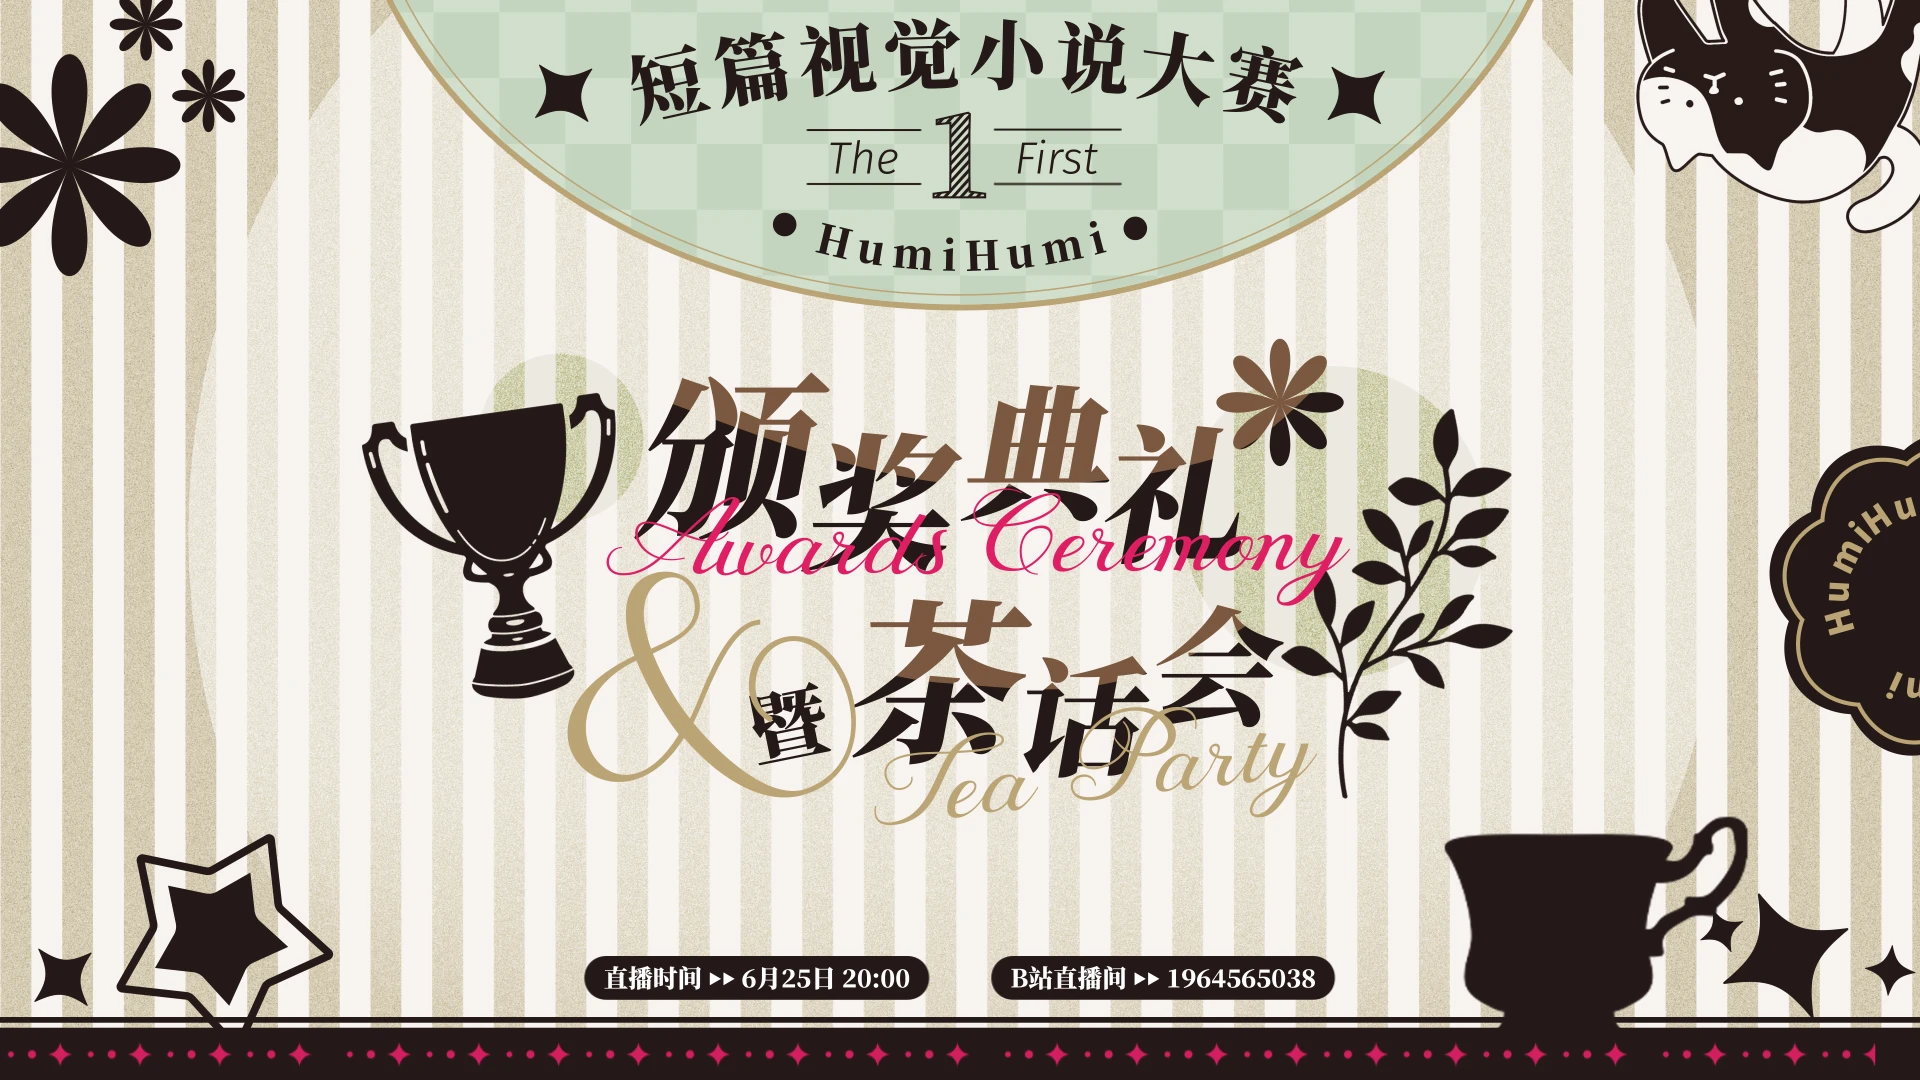 短篇视觉小说大赛
The 1 First
HumiHumi
颁奖典礼
Awards Ceremony
& 暨 茶话会
Tea Party
HumiHu
mi
直播时间 ▸▸ 6月25日 20:00
B站直播间 ▸▸ 1964565038